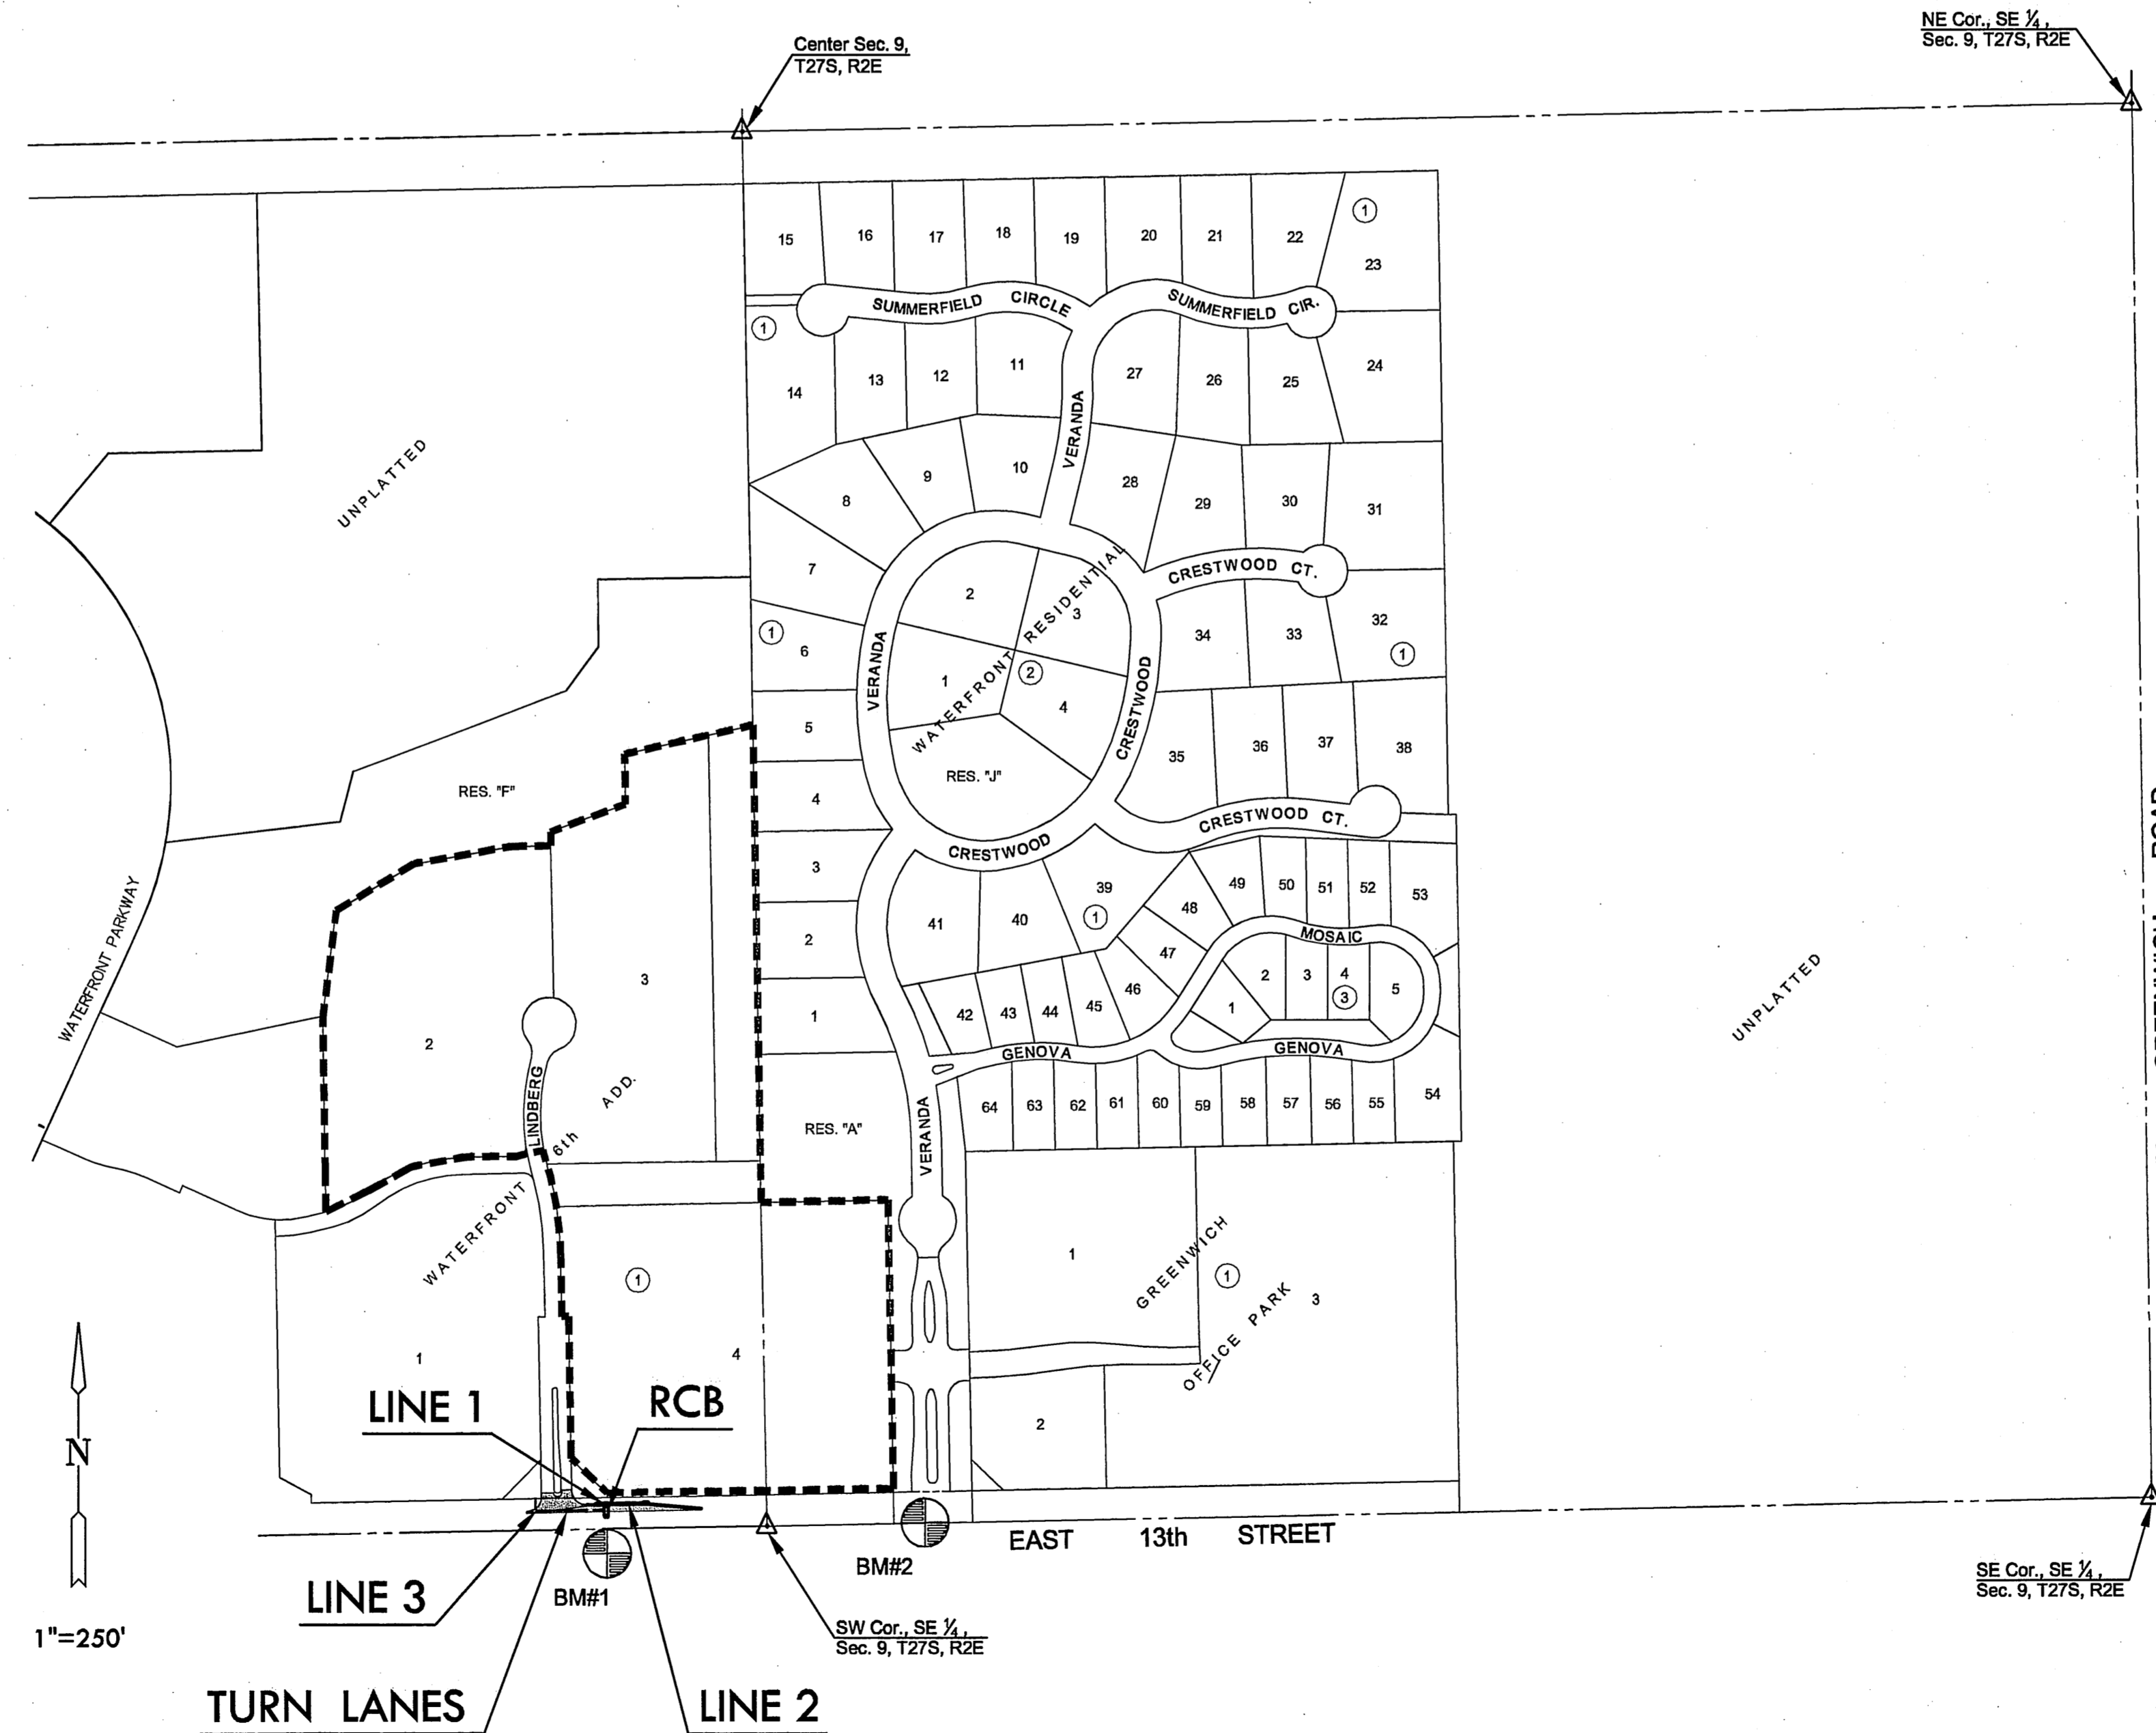 NE Cor., SE ¼,
Sec. 9, T27S, R2E
Center Sec. 9,
T27S, R2E
15
16
17
18
19
20
21
22
1
23
SUMMERFIELD CIRCLE
SUMMERFIELD CIR.
1
14
13
12
11
27
26
25
24
VERANDA
UNPLATTED
8
9
10
28
29
30
31
7
2
3
CRESTWOOD CT.
WATERFRONT RESIDENTIAL
1
6
VERANDA
1
2
4
CRESTWOOD
34
33
32
1
5
RES. "J"
35
36
37
38
RES. "F"
4
CRESTWOOD
CRESTWOOD CT.
3
41
40
39
1
48
49
50
51
52
53
WATERFRONT PARKWAY
2
47
MOSAIC
3
2
3
4
3
5
1
46
UNPLATTED
ROAD
2
1
42
43
44
45
GENOVA
GENOVA
LINDBERG
ADD.
6th
RES. "A"
VERANDA
64
63
62
61
60
59
58
57
56
55
54
WATERFRONT
1
1
GREENWICH
1
OFFICE PARK
3
1
4
2
LINE 1
RCB
N
1"=250'
LINE 3
BM#1
BM#2
EAST 13th STREET
SW Cor., SE ¼,
Sec. 9, T27S, R2E
SE Cor., SE ¼,
Sec. 9, T27S, R2E
TURN LANES
LINE 2